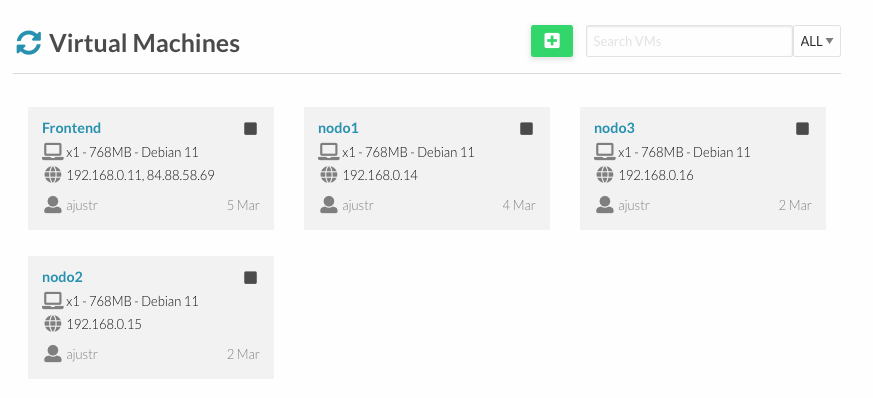 Virtual Machines
Search VMs
ALL
Frontend
x1 - 768MB - Debian 11
192.168.0.11, 84.88.58.69
ajustr 5 Mar
nodo1
x1 - 768MB - Debian 11
192.168.0.14
ajustr 4 Mar
nodo3
x1 - 768MB - Debian 11
192.168.0.16
ajustr 2 Mar
nodo2
x1 - 768MB - Debian 11
192.168.0.15
ajustr 2 Mar